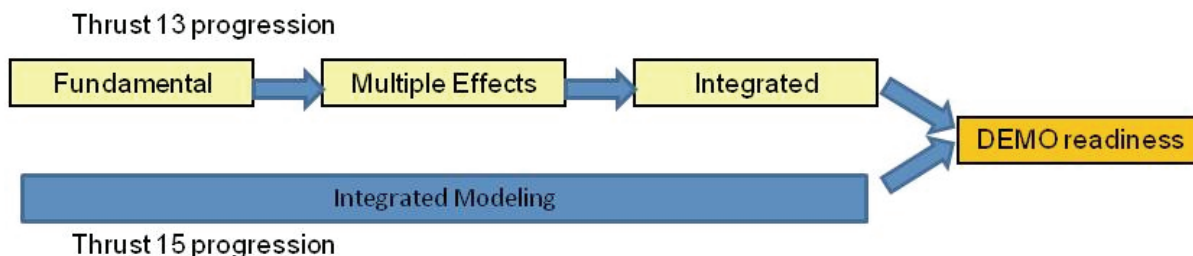 Thrust 13 progression
Fundamental
Multiple Effects
Integrated
DEMO readiness
Integrated Modeling
Thrust 15 progression